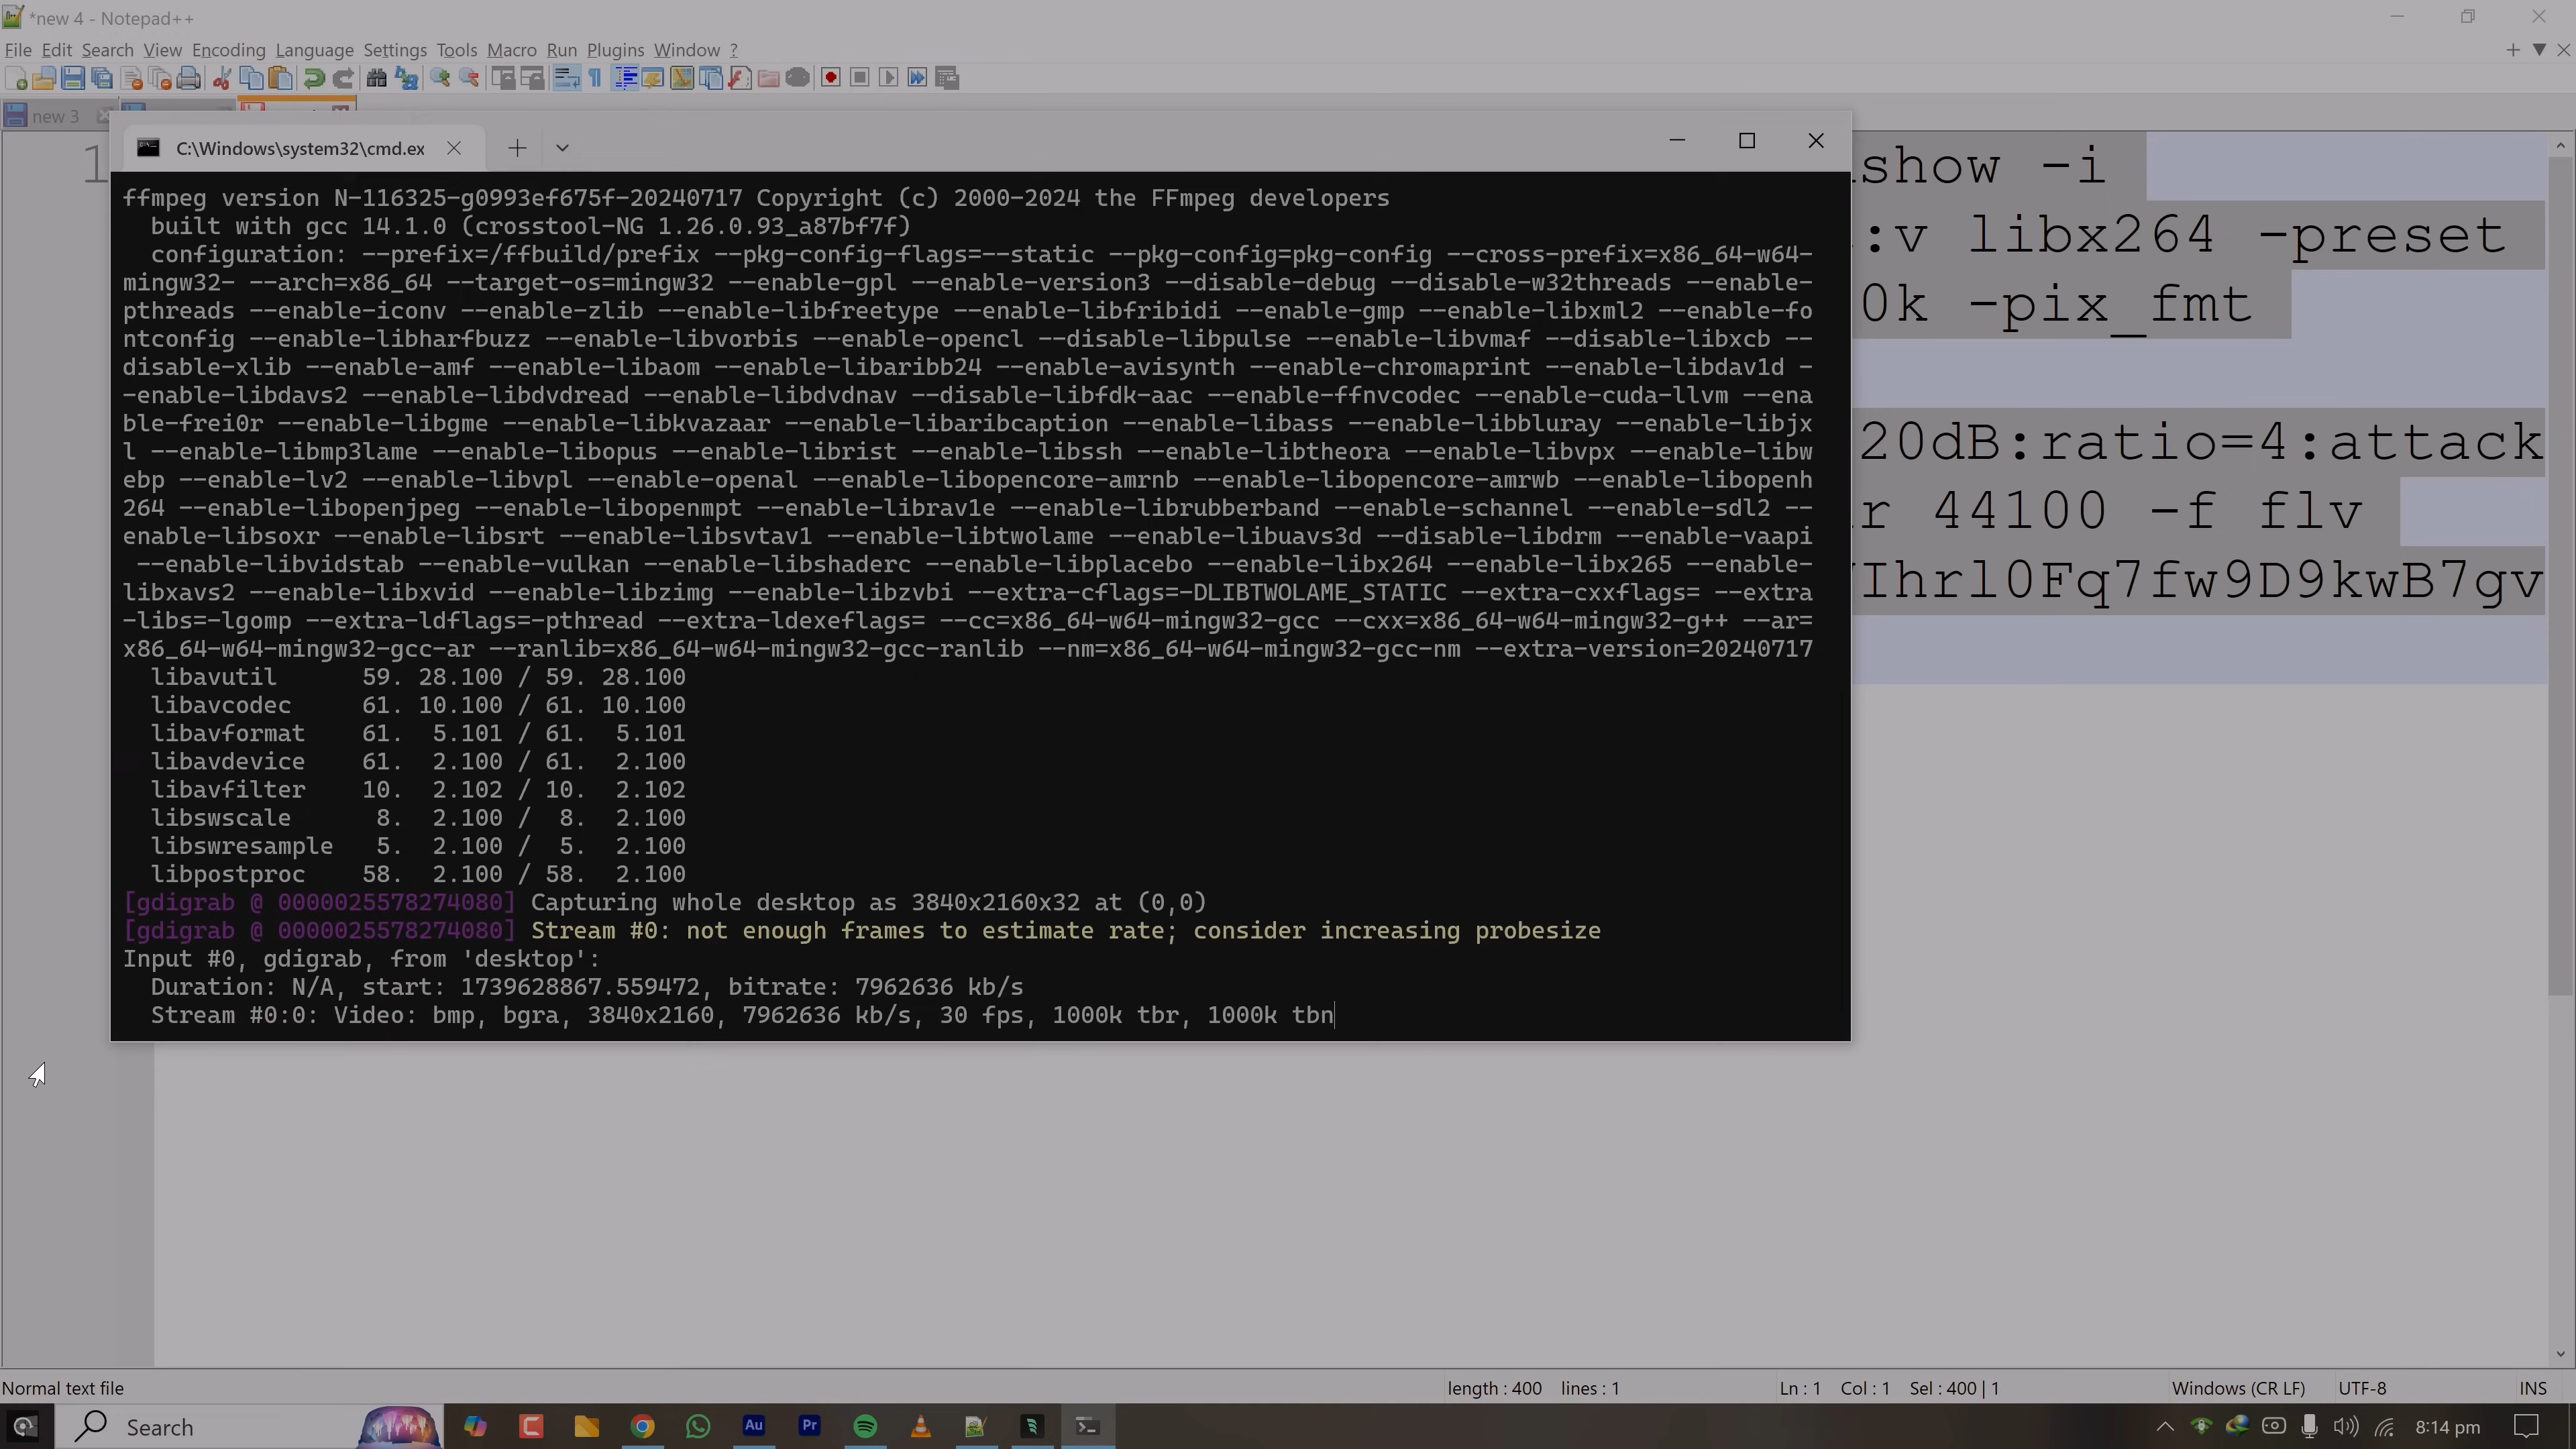 *new 4 - Notepad++
File Edit Search View Encoding Language Settings Tools Macro Run Plugins Window ?
new 3
1
C:\Windows\system32\cmd.ex
ffmpeg version N-116325-g0993ef675f-20240717 Copyright (c) 2000-2024 the FFmpeg developers
built with gcc 14.1.0 (crosstool-NG 1.26.0.93_a87bf7f)
configuration: --prefix=/ffbuild/prefix --pkg-config-flags=--static --pkg-config=pkg-config --cross-prefix=x86_64-w64-
mingw32- --arch=x86_64 --target-os=mingw32 --enable-gpl --enable-version3 --disable-debug --disable-w32threads --enable-
pthreads --enable-iconv --enable-zlib --enable-libfreetype --enable-libfribidi --enable-gmp --enable-libxml2 --enable-fo
ntconfig --enable-libharfbuzz --enable-libvorbis --enable-opencl --disable-libpulse --enable-libvmaf --disable-libxcb --
disable-xlib --enable-amf --enable-libaom --enable-libaribb24 --enable-avisynth --enable-chromaprint --enable-libdav1d -
-enable-libdavs2 --enable-libdvdread --enable-libdvdnav --disable-libfdk-aac --enable-ffnvcodec --enable-cuda-llvm --ena
ble-frei0r --enable-libgme --enable-libkvazaar --enable-libaribcaption --enable-libass --enable-libbluray --enable-libjx
l --enable-libmp3lame --enable-libopus --enable-librist --enable-libssh --enable-libtheora --enable-libvpx --enable-libw
ebp --enable-lv2 --enable-libvpl --enable-openal --enable-libopencore-amrnb --enable-libopencore-amrwb --enable-libopenh
264 --enable-libopenjpeg --enable-libopenmpt --enable-librav1e --enable-librubberband --enable-schannel --enable-sdl2 --
enable-libsoxr --enable-libsrt --enable-libsvtav1 --enable-libtwolame --enable-libuavs3d --disable-libdrm --enable-vaapi
--enable-libvidstab --enable-vulkan --enable-libshaderc --enable-libplacebo --enable-libx264 --enable-libx265 --enable-
libxavs2 --enable-libxvid --enable-libzimg --enable-libzvbi --extra-cflags=-DLIBTWOLAME_STATIC --extra-cxxflags= --extra
-libs=-lgomp --extra-ldflags=-pthread --extra-ldexeflags= --cc=x86_64-w64-mingw32-gcc --cxx=x86_64-w64-mingw32-g++ --ar=
x86_64-w64-mingw32-gcc-ar --ranlib=x86_64-w64-mingw32-gcc-ranlib --nm=x86_64-w64-mingw32-gcc-nm --extra-version=20240717
libavutil 59. 28.100 / 59. 28.100
libavcodec 61. 10.100 / 61. 10.100
libavformat 61. 5.101 / 61. 5.101
libavdevice 61. 2.100 / 61. 2.100
libavfilter 10. 2.102 / 10. 2.102
libswscale 8. 2.100 / 8. 2.100
libswresample 5. 2.100 / 5. 2.100
libpostproc 58. 2.100 / 58. 2.100
[gdigrab @ 0000025578274080] Capturing whole desktop as 3840x2160x32 at (0,0)
[gdigrab @ 0000025578274080] Stream #0: not enough frames to estimate rate; consider increasing probesize
Input #0, gdigrab, from 'desktop':
Duration: N/A, start: 1739628867.559472, bitrate: 7962636 kb/s
Stream #0:0: Video: bmp, bgra, 3840x2160, 7962636 kb/s, 30 fps, 1000k tbr, 1000k tbn
show -i
:v libx264 -preset
0k -pix_fmt
20dB:ratio=4:attack
r 44100 -f flv
Ihrl0Fq7fw9D9kwB7gv
Normal text file length : 400 lines : 1 Ln : 1 Col : 1 Sel : 400 | 1 Windows (CR LF) UTF-8 INS
Search Au Pr 8:14 pm